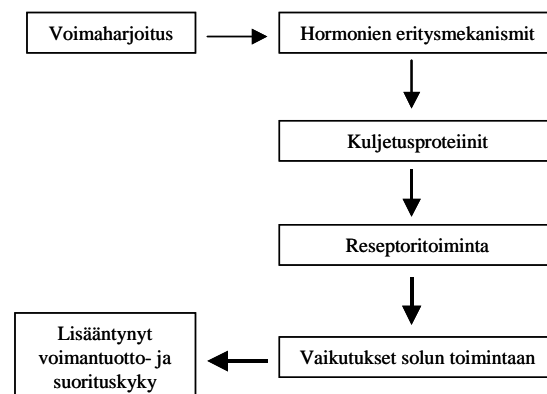 Voimaharjoitus
Hormonien eritysmekanismit
Kuljetusproteiinit
Reseptoritoiminta
Vaikutukset solun toimintaan
Lisääntynyt
voimantuotto- ja
suorituskyky